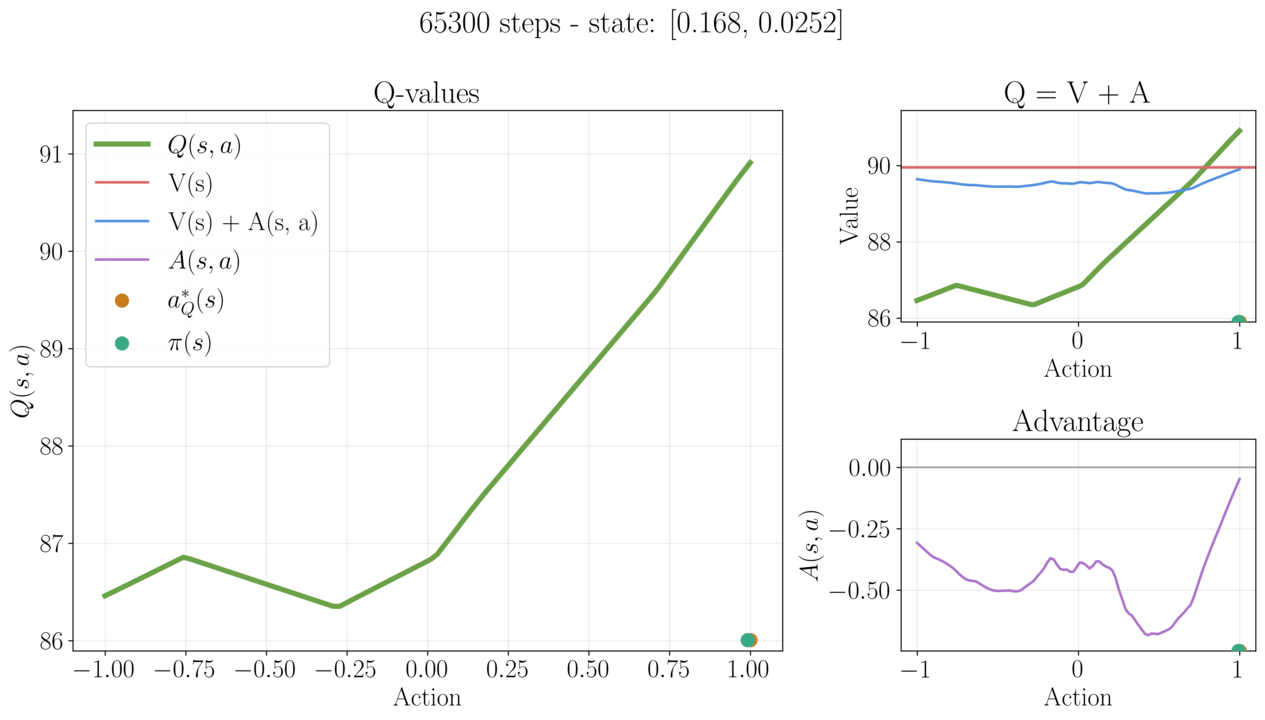 65300 steps - state: [0.168, 0.0252]
Q-values
Q(s, a)
V(s)
V(s) + A(s, a)
A(s, a)
a*Q(s)
π(s)
91
90
89
88
87
86
Q(s, a)
−1.00 −0.75 −0.50 −0.25 0.00 0.25 0.50 0.75 1.00
Action
Q = V + A
90
88
86
Value
−1 0 1
Action
Advantage
0.00
−0.25
−0.50
A(s, a)
−1 0 1
Action